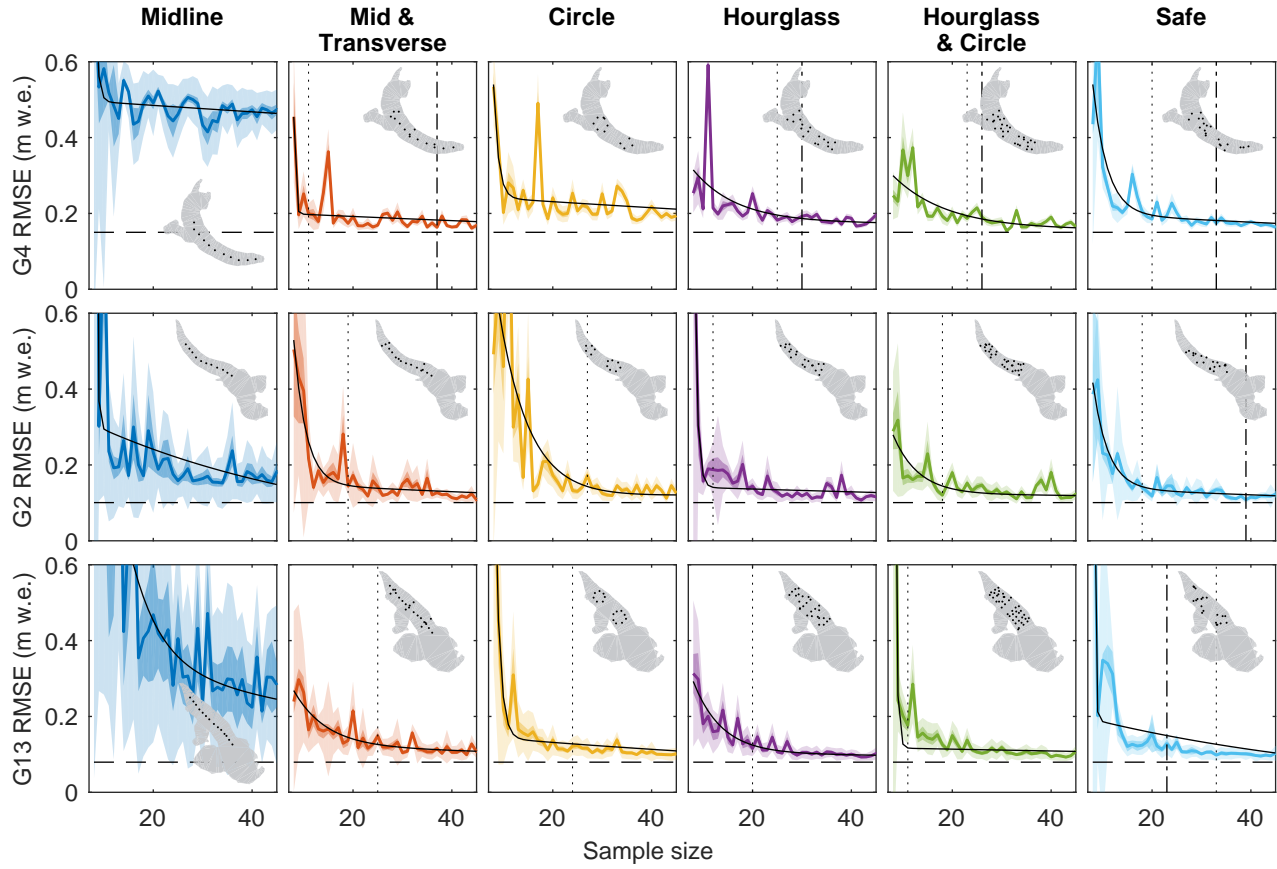 Midline
Mid &
Transverse
Circle
Hourglass
Hourglass
& Circle
Safe
G4 RMSE (m w.e.)
0.6
0.4
0.2
0
G2 RMSE (m w.e.)
0.6
0.4
0.2
0
G13 RMSE (m w.e.)
0.6
0.4
0.2
0
20 40 20 40 20 40 20 40 20 40 20 40
Sample size